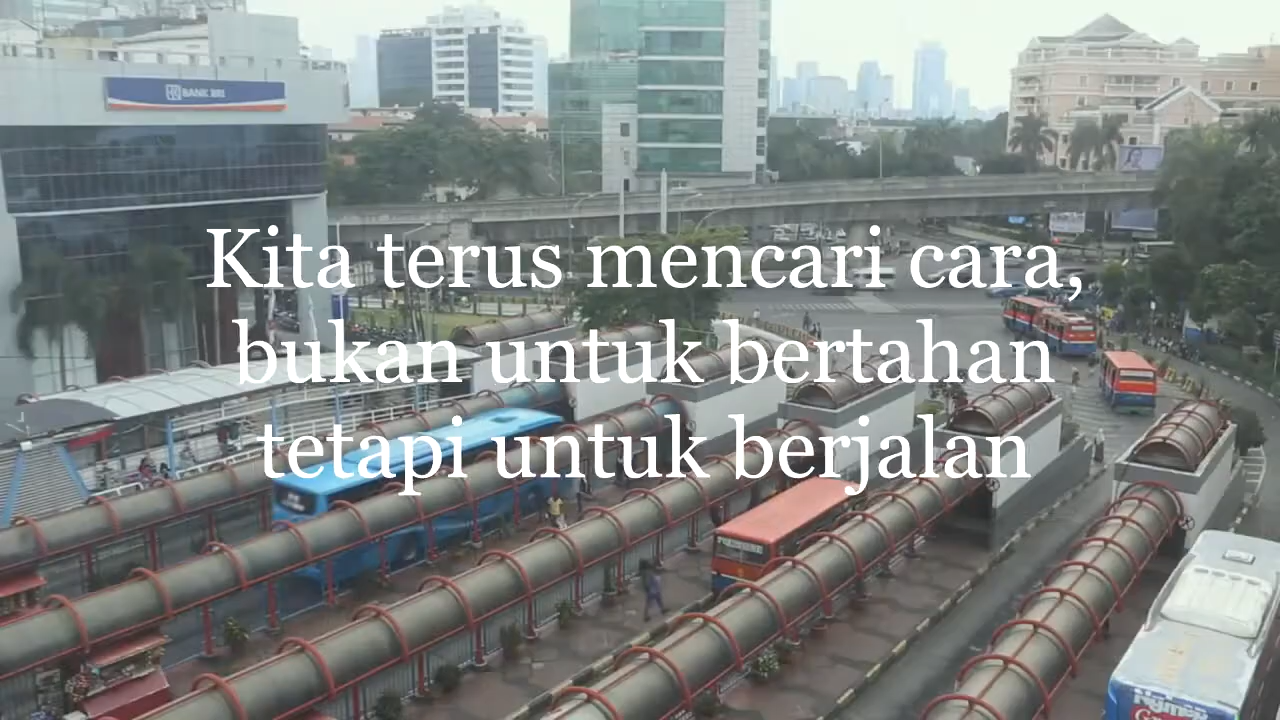 BANK BRI
Kita terus mencari cara,
bukan untuk bertahan
tetapi untuk berjalan